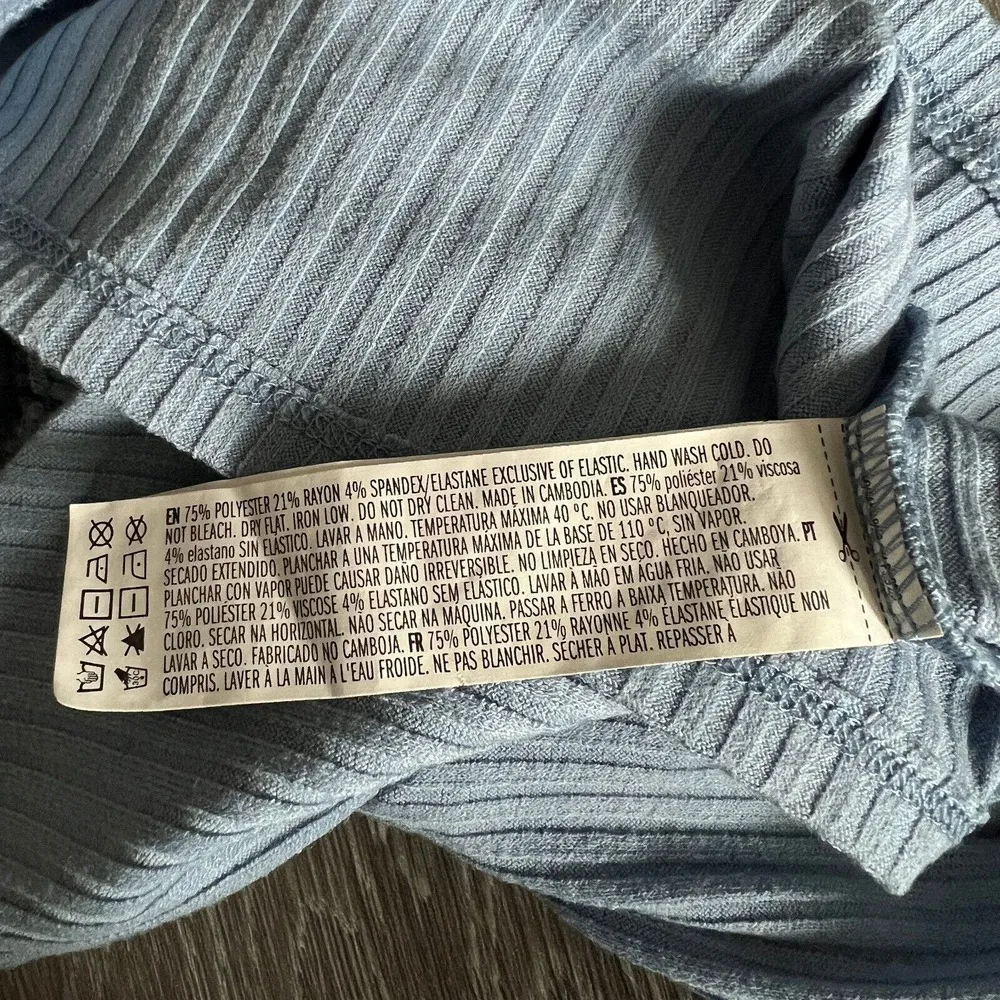 EN 75% POLYESTER 21% RAYON 4% SPANDEX/ELASTANE EXCLUSIVE OF ELASTIC. HAND WASH COLD. DO
NOT BLEACH. DRY FLAT. IRON LOW. DO NOT DRY CLEAN. MADE IN CAMBODIA. ES 75% poliéster 21% viscosa
4% elastano SIN ELÁSTICO. LAVAR A MANO. TEMPERATURA MÁXIMA 40 ºC. NO USAR BLANQUEADOR.
SECADO EXTENDIDO. PLANCHAR A UNA TEMPERATURA MÁXIMA DE LA BASE DE 110 ºC, SIN VAPOR.
PLANCHAR CON VAPOR PUEDE CAUSAR DAÑO IRREVERSIBLE. NO LIMPIEZA EN SECO. HECHO EN CAMBOYA. PT
75% POLIÉSTER 21% VISCOSE 4% ELASTANO SEM ELÁSTICO. LAVAR À MÃO EM ÁGUA FRIA. NÃO USAR
CLORO. SECAR NA HORIZONTAL. NÃO SECAR NA MÁQUINA. PASSAR A FERRO A BAIXA TEMPERATURA. NÃO
LAVAR A SECO. FABRICADO NO CAMBOJA. FR 75% POLYESTER 21% RAYONNE 4% ÉLASTANE ÉLASTIQUE NON
COMPRIS. LAVER À LA MAIN À L'EAU FROIDE. NE PAS BLANCHIR. SÉCHER À PLAT. REPASSER À